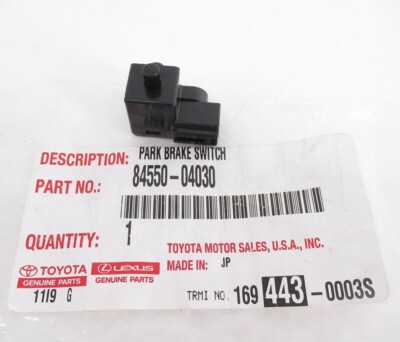 DESCRIPTION: PARK BRAKE SWITCH
PART NO.: 84550-04030
QUANTITY: 1
TOYOTA MOTOR SALES, U.S.A., INC.
MADE IN: JP
TOYOTA GENUINE PARTS
LEXUS GENUINE PARTS
11I9 G
TRMI NO. 169 443-0003S